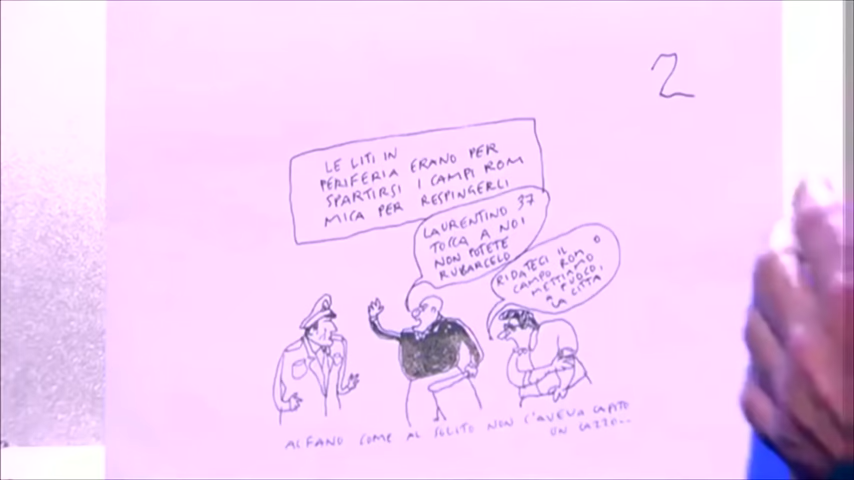 2
LE LITI IN
PERIFERIA ERANO PER
SPARTIRSI I CAMPI ROM
MICA PER RESPINGERLI
LAURENTINO 37
TOCCA A NOI
NON POTETE
RUBARCELO
RIDATECI IL
CAMPO ROM O
METTIAMO
A FUOCO,
LA CITTÀ
ALFANO COME AL SOLITO NON C'AVEVA CAPITO
UN CAZZO..